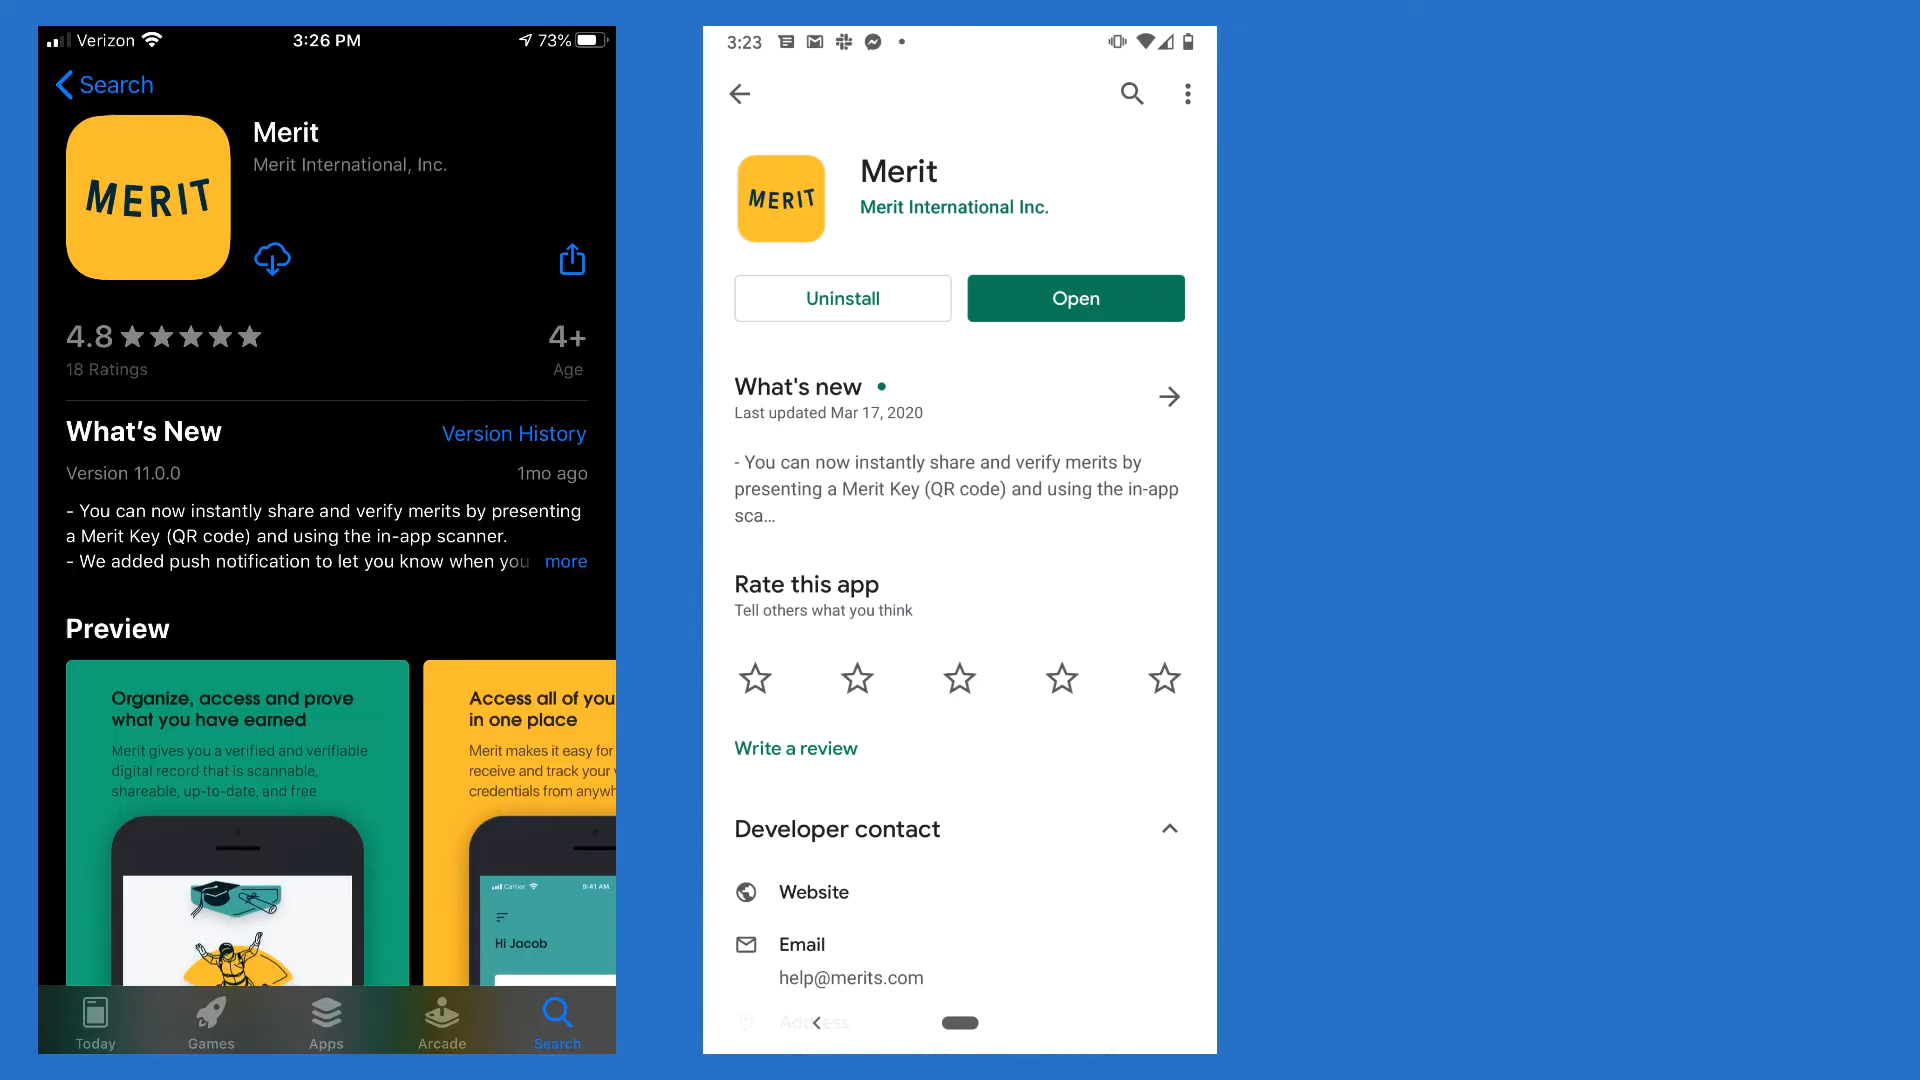 Verizon
3:26 PM
73%
Search
MERIT
Merit
Merit International, Inc.
4.8
4+
18 Ratings
Age
What's New
Version History
Version 11.0.0
1mo ago
- You can now instantly share and verify merits by presenting
a Merit Key (QR code) and using the in-app scanner.
- We added push notification to let you know when you more
Preview
Organize, access and prove
what you have earned
Merit gives you a verified and verifiable
digital record that is scannable,
shareable, up-to-date, and free
Access all of you
in one place
Merit makes it easy for
receive and track your
credentials from anywh
Carrier
9:41 AM
Hi Jacob
Today
Games
Apps
Arcade
Search
3:23
MERIT
Merit
Merit International Inc.
Uninstall
Open
What's new
Last updated Mar 17, 2020
- You can now instantly share and verify merits by
presenting a Merit Key (QR code) and using the in-app
sca...
Rate this app
Tell others what you think
Write a review
Developer contact
Website
Email
help@merits.com
Address